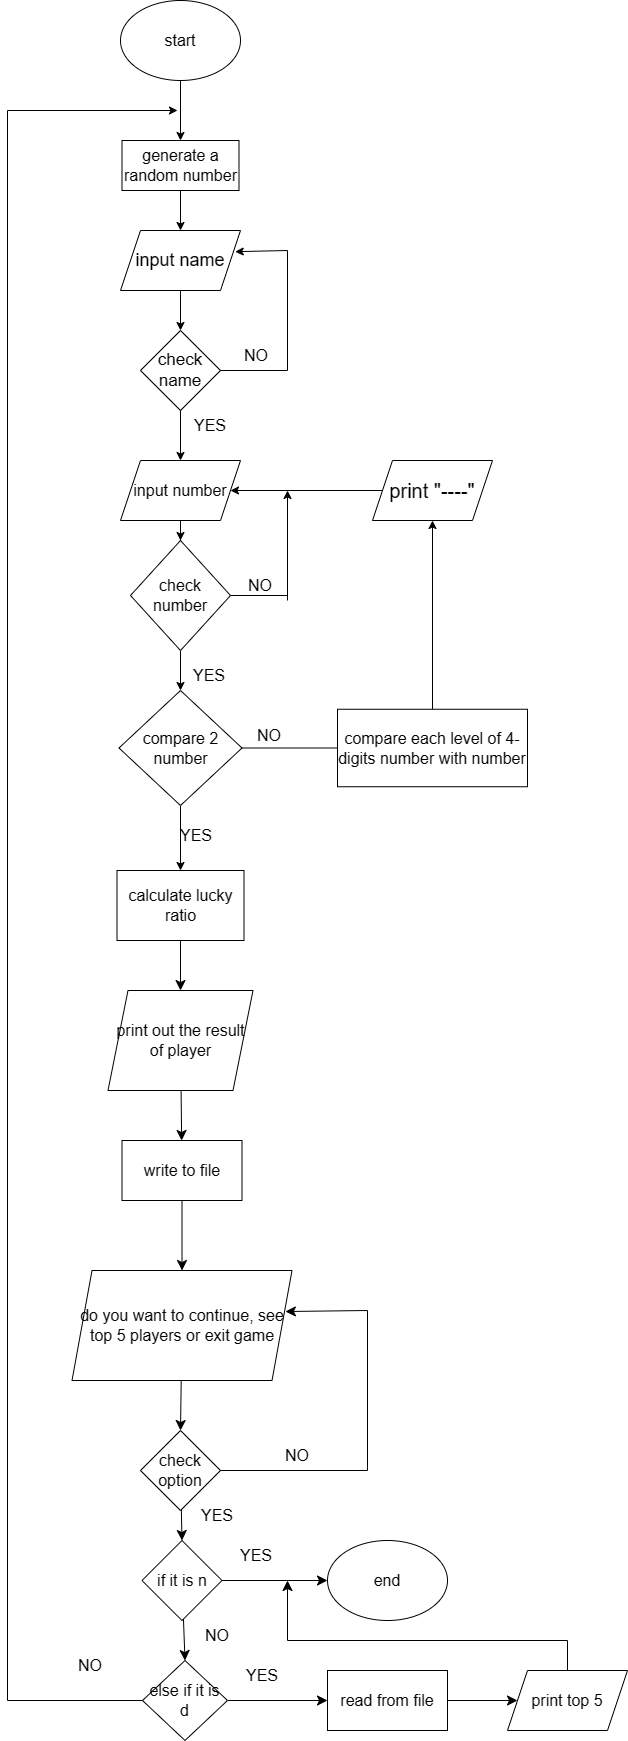 start
generate a
random number
input name
check
name
NO
YES
input number
print "----"
check
number
NO
YES
compare 2
number
NO
compare each level of 4-
digits number with number
YES
calculate lucky
ratio
print out the result
of player
write to file
do you want to continue, see
top 5 players or exit game
check
option
NO
YES
if it is n
YES
end
NO
NO
else if it is
d
YES
read from file
print top 5